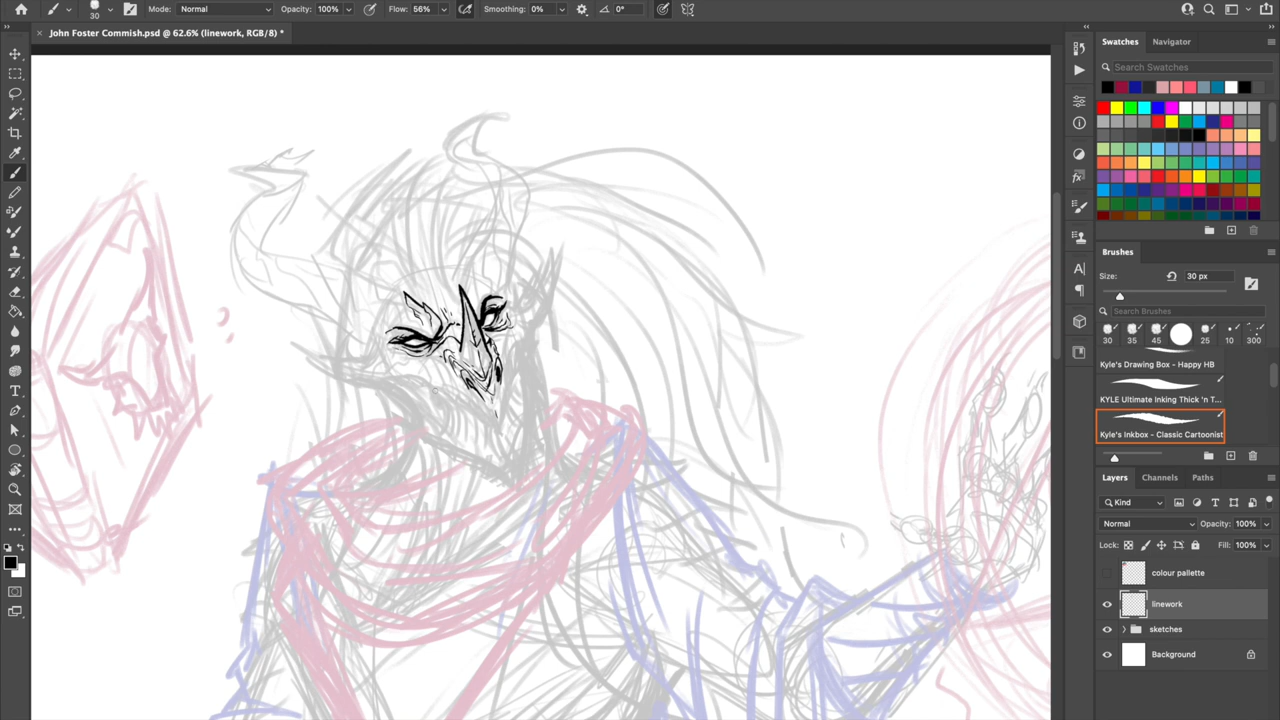 30
Mode: Normal
Opacity: 100%
Flow: 56%
Smoothing: 0%
0°
John Foster Commish.psd @ 62.6% (linework, RGB/8) *
Swatches
Navigator
Search Swatches
Brushes
Size:
30 px
Search Brushes
30
35
45
25
10
300
Kyle's Drawing Box - Happy HB
KYLE Ultimate Inking Thick 'n T...
Kyle's Inkbox - Classic Cartoonist
Layers
Channels
Paths
Kind
Normal
Opacity: 100%
Lock:
Fill: 100%
colour pallette
linework
sketches
Background